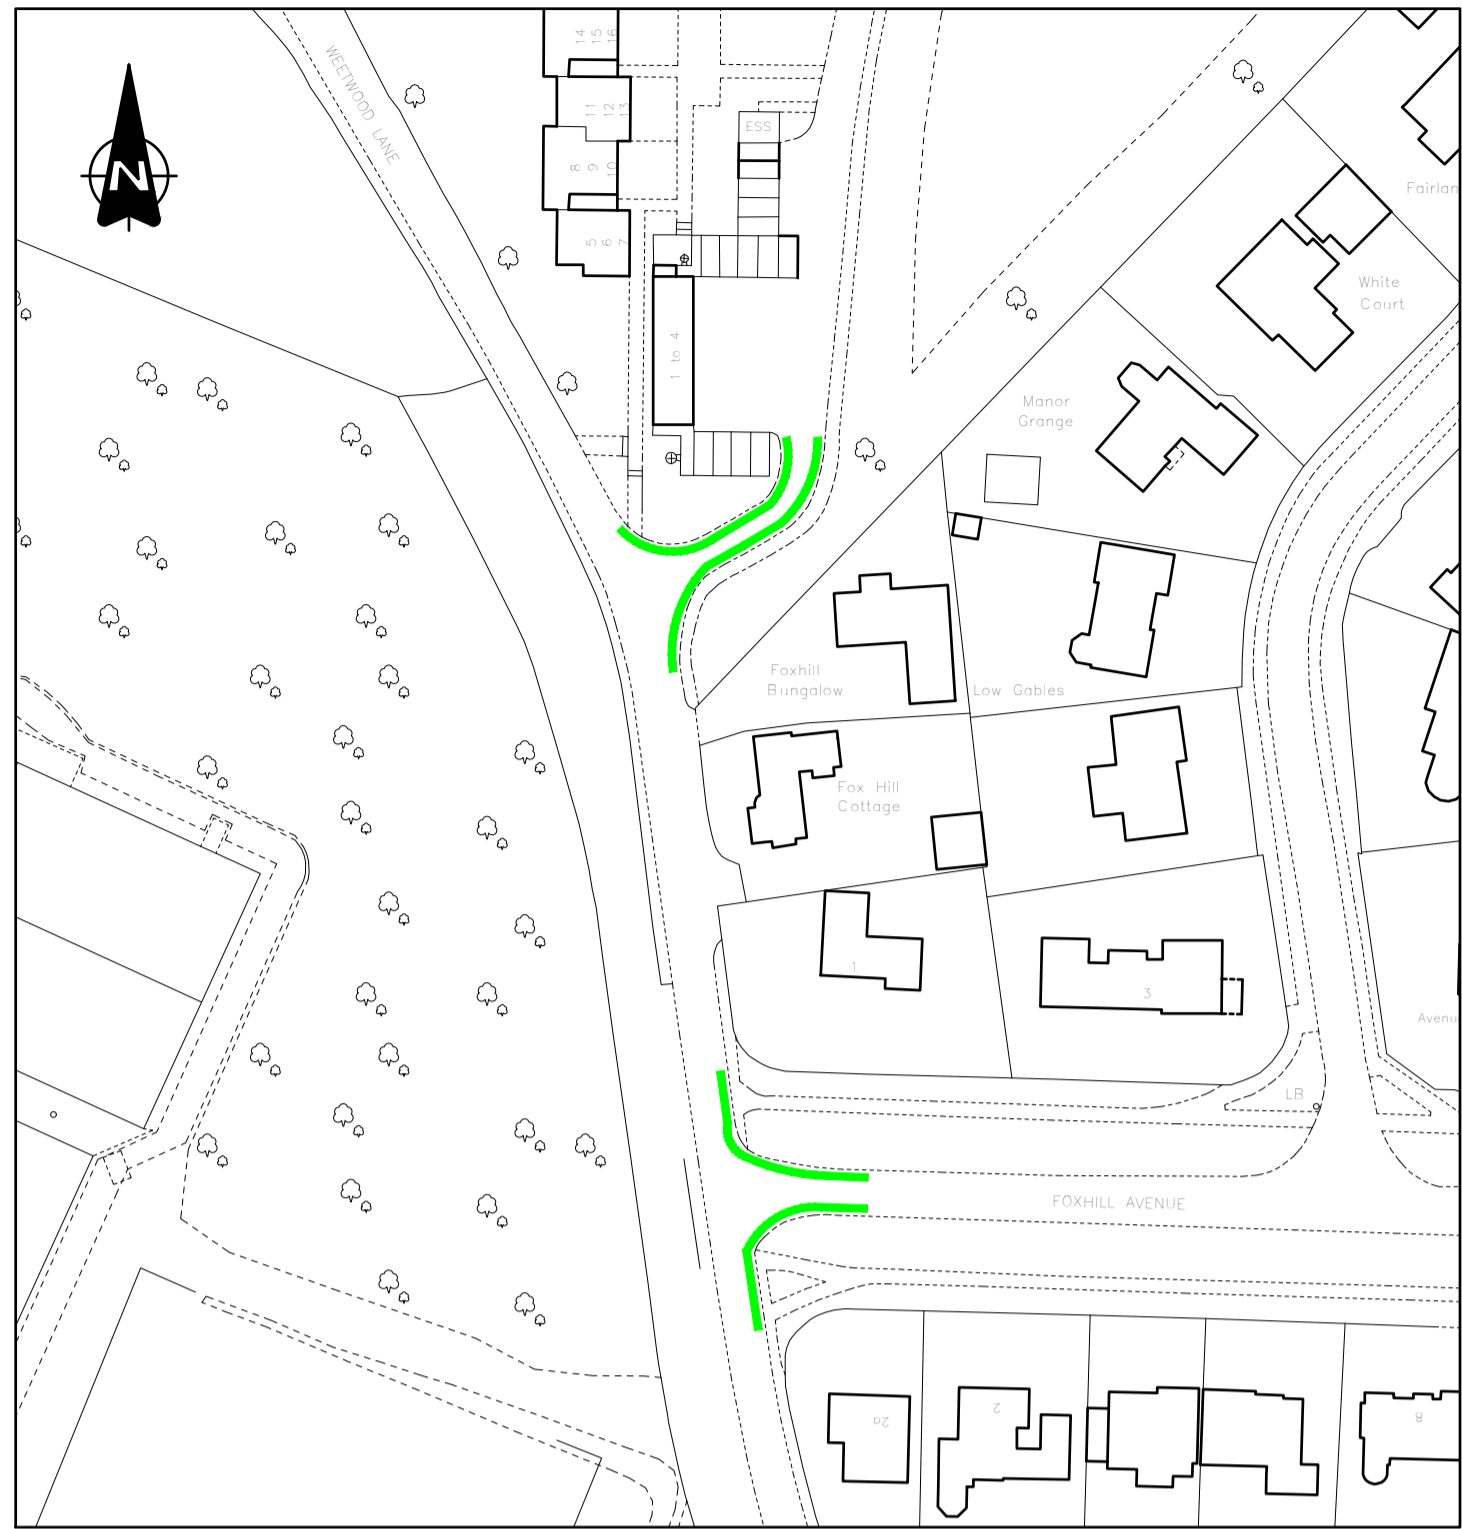 WEETWOOD LANE
14
15
16
11
12
13
ESS
8
9
10
5
6
7
N
1 to 4
Fairlan
White
Court
Manor
Grange
Foxhill
Bungalow
Low Gables
Fox Hill
Cottage
1
3
Avenu
LB
FOXHILL AVENUE
2a
2
8